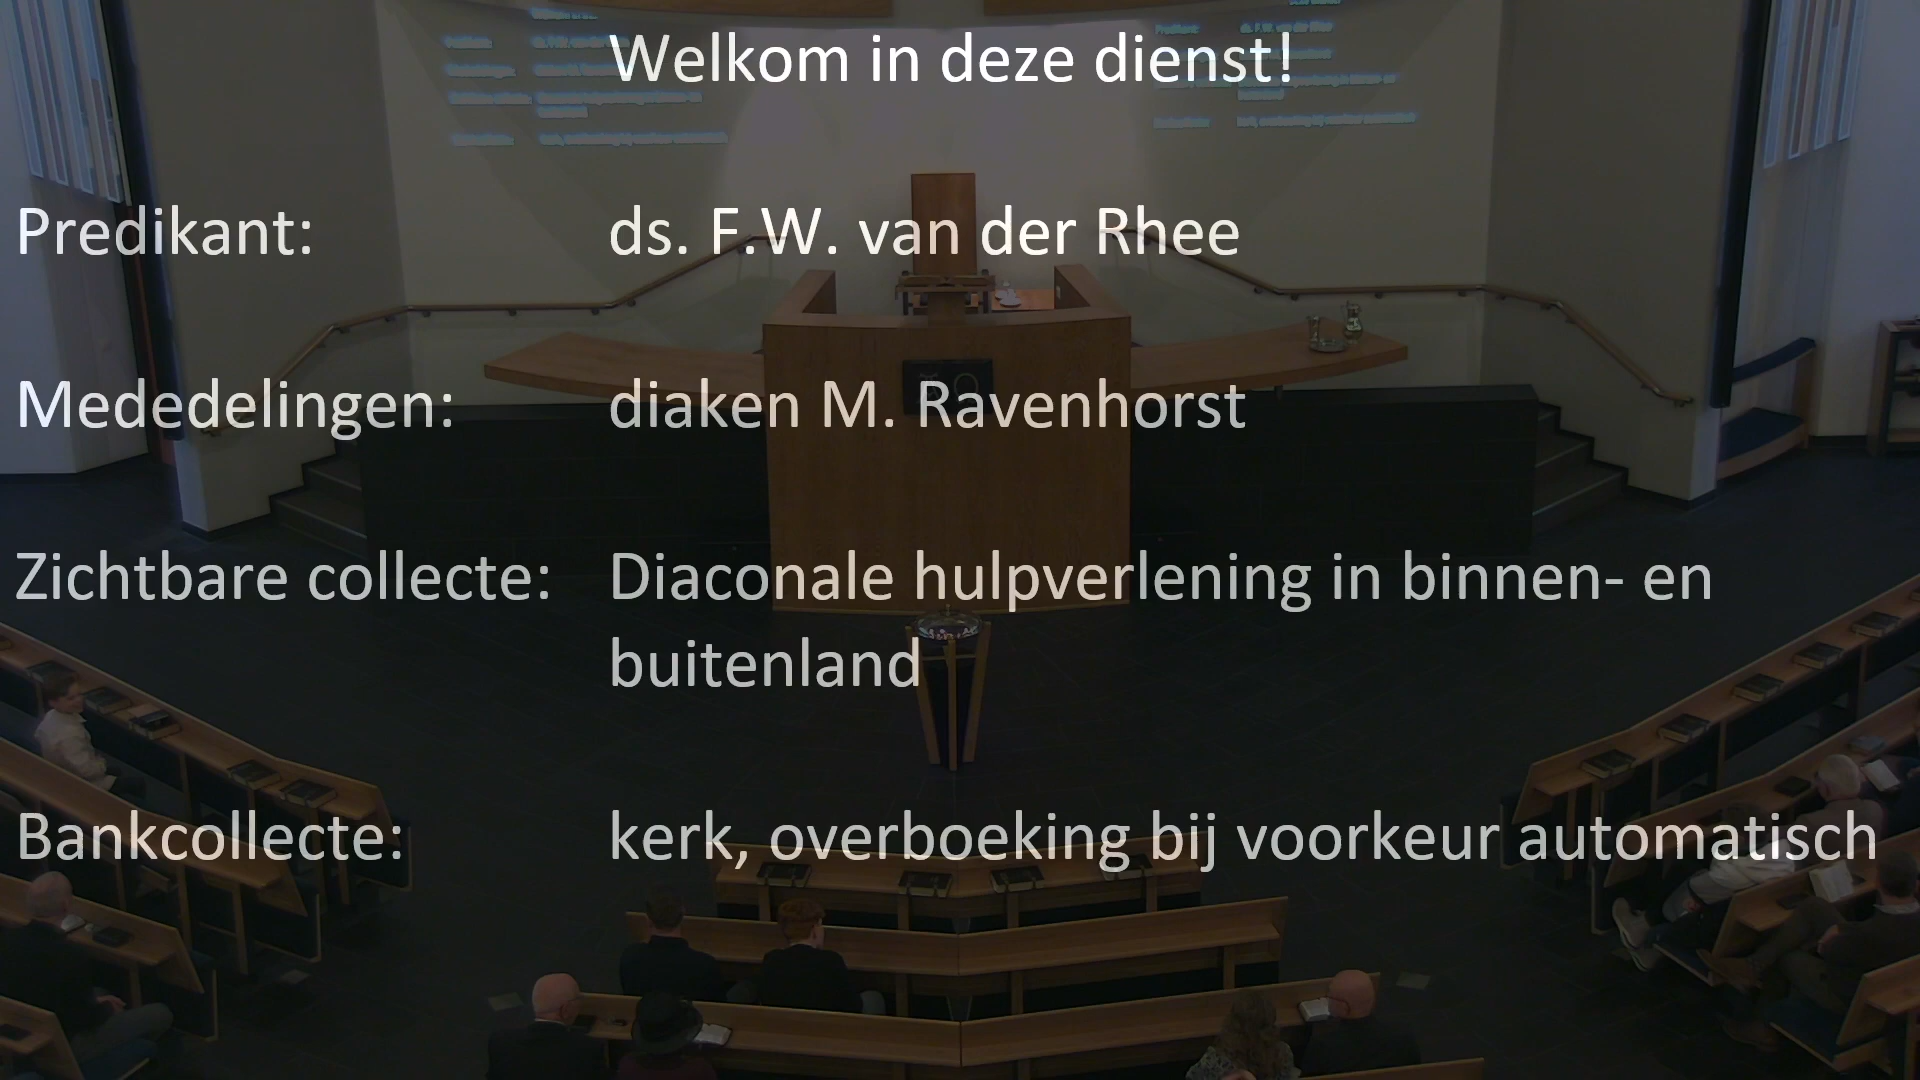 Welkom in deze dienst!
Predikant: ds. F.W. van der Rhee
Mededelingen: diaken M. Ravenhorst
Zichtbare collecte: Diaconale hulpverlening in binnen- en
buitenland
Bankcollecte: kerk, overboeking bij voorkeur automatisch